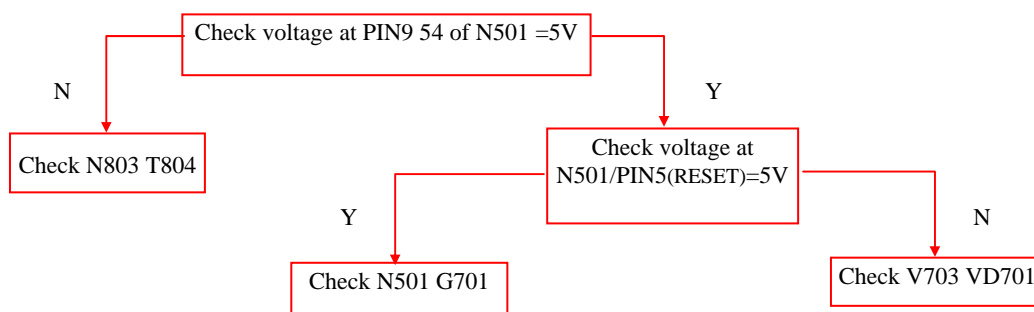 Check voltage at PIN9 54 of N501 =5V
N
Y
Check N803 T804
Check voltage at
N501/PIN5(RESET)=5V
Y
N
Check N501 G701
Check V703 VD701